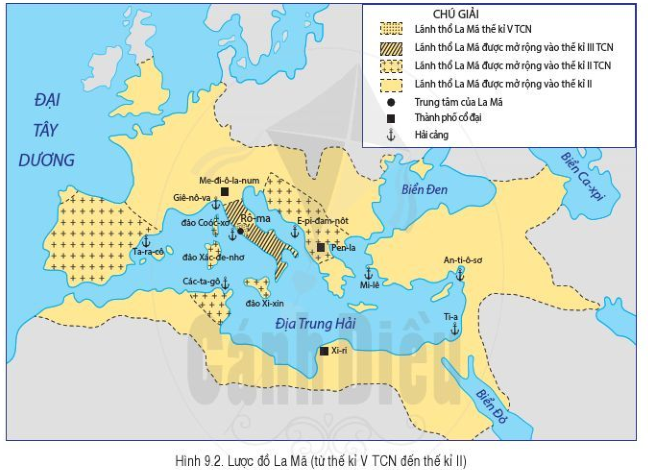 CHÚ GIẢI
Lãnh thổ La Mã thế kỉ V TCN
Lãnh thổ La Mã được mở rộng vào thế kỉ III TCN
Lãnh thổ La Mã được mở rộng vào thế kỉ II TCN
Lãnh thổ La Mã được mở rộng vào thế kỉ II
Trung tâm của La Mã
Thành phố cổ đại
Hải cảng
ĐẠI
TÂY
DƯƠNG
Biển Ca-xpi
Biển Đen
Me-đi-ô-la-num
Giê-nô-va
đảo Coóc-xơ
Rô-ma
E-pi-đam-nốt
Pen-la
Ta-ra-cô
đảo Xác-đe-nhơ
Các-ta-gô
đảo Xi-xin
Mi-lê
An-ti-ô-sơ
Ti-a
Địa Trung Hải
Xi-ri
Biển Đỏ
Cánh Diều
Hình 9.2. Lược đồ La Mã (từ thế kỉ V TCN đến thế kỉ II)